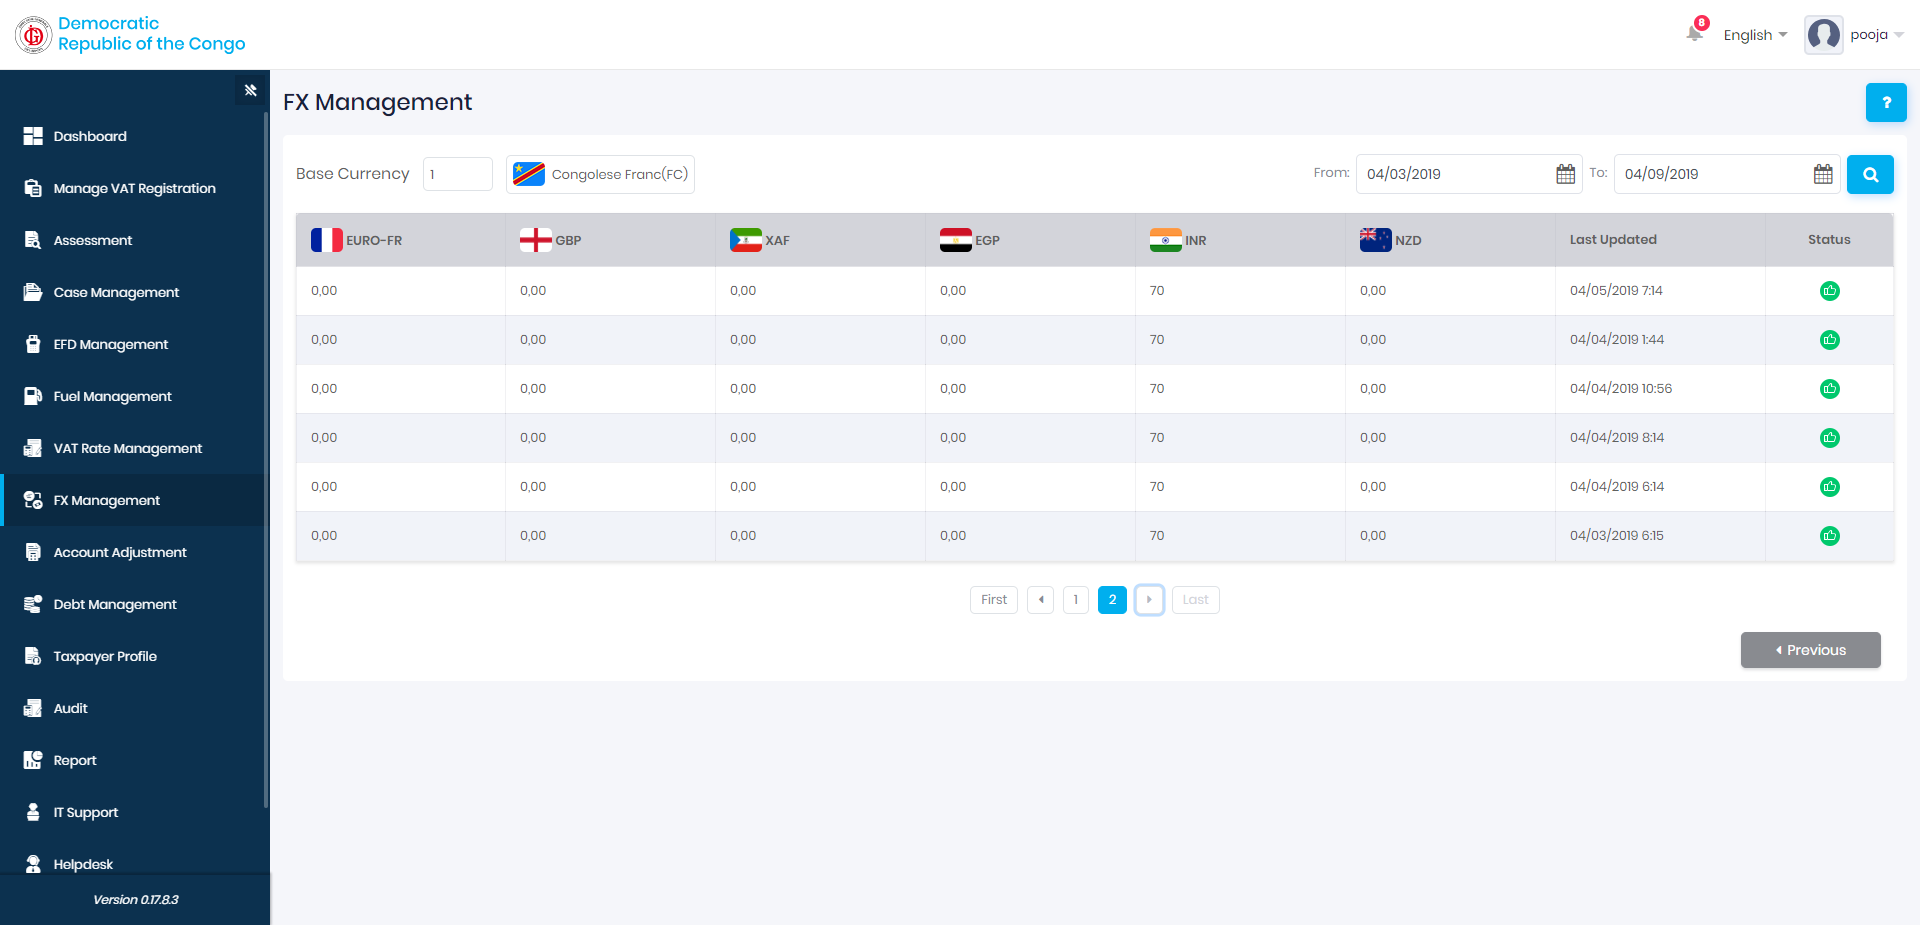 Democratic
Republic of the Congo
8
English
pooja
FX Management
?
Dashboard
Manage VAT Registration
Assessment
Case Management
EFD Management
Fuel Management
VAT Rate Management
FX Management
Account Adjustment
Debt Management
Taxpayer Profile
Audit
Report
IT Support
Helpdesk
Version 0.17.8.3
Base Currency 1 Congolese Franc(FC) From: 04/03/2019 To: 04/09/2019
EURO-FR GBP XAF EGP INR NZD Last Updated Status
0,00 0,00 0,00 0,00 70 0,00 04/05/2019 7:14
0,00 0,00 0,00 0,00 70 0,00 04/04/2019 1:44
0,00 0,00 0,00 0,00 70 0,00 04/04/2019 10:56
0,00 0,00 0,00 0,00 70 0,00 04/04/2019 8:14
0,00 0,00 0,00 0,00 70 0,00 04/04/2019 6:14
0,00 0,00 0,00 0,00 70 0,00 04/03/2019 6:15
First 1 2 Last
Previous